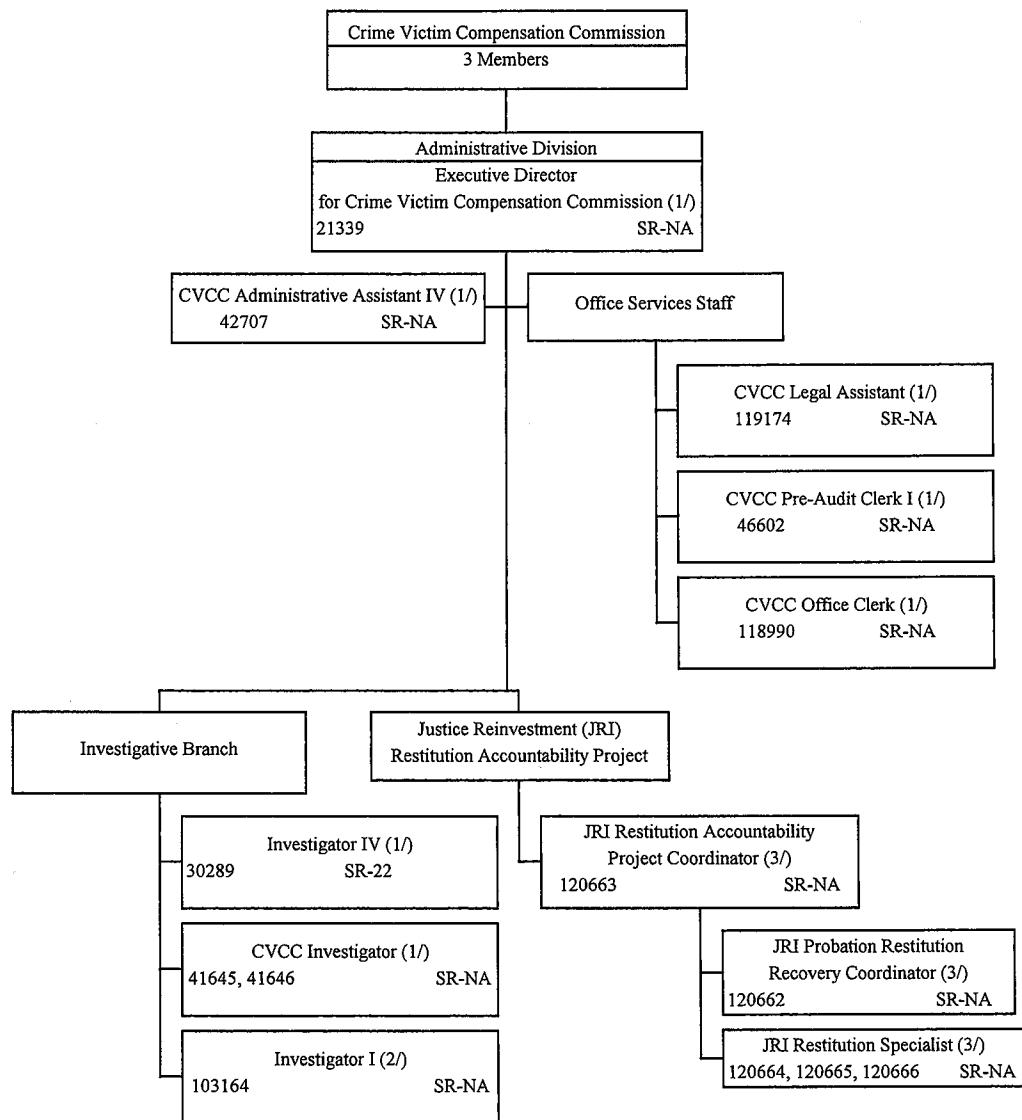 Crime Victim Compensation Commission
3 Members
Administrative Division
Executive Director
for Crime Victim Compensation Commission (1/)
21339 SR-NA
CVCC Administrative Assistant IV (1/)
42707 SR-NA
Office Services Staff
CVCC Legal Assistant (1/)
119174 SR-NA
CVCC Pre-Audit Clerk I (1/)
46602 SR-NA
CVCC Office Clerk (1/)
118990 SR-NA
Investigative Branch
Investigator IV (1/)
30289 SR-22
CVCC Investigator (1/)
41645, 41646 SR-NA
Investigator I (2/)
103164 SR-NA
Justice Reinvestment (JRI)
Restitution Accountability Project
JRI Restitution Accountability
Project Coordinator (3/)
120663 SR-NA
JRI Probation Restitution
Recovery Coordinator (3/)
120662 SR-NA
JRI Restitution Specialist (3/)
120664, 120665, 120666 SR-NA